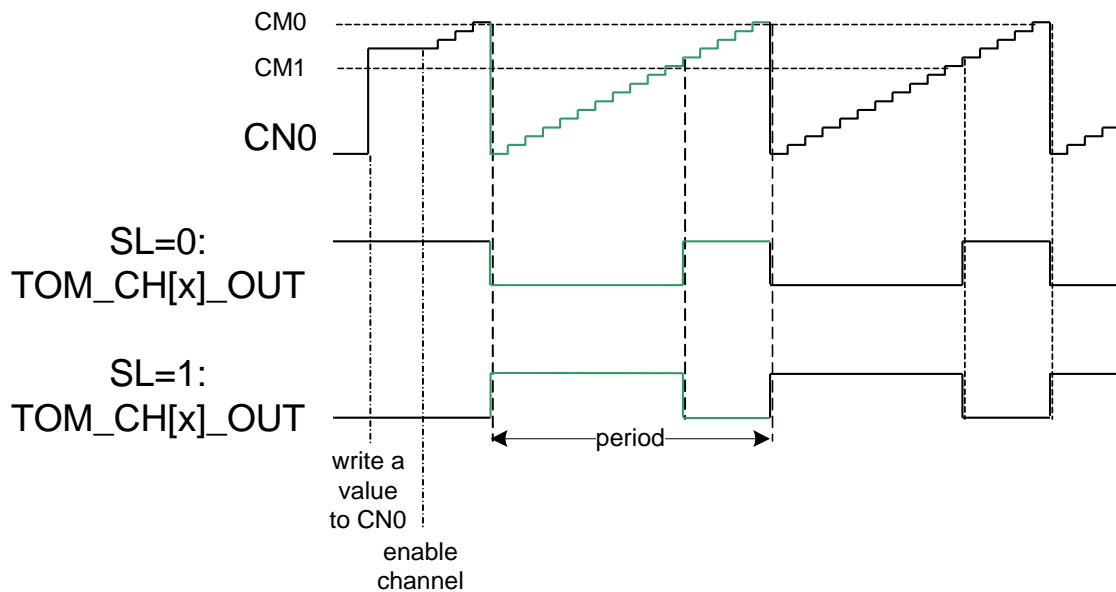 CM0
CM1
CN0
SL=0:
TOM_CH[x]_OUT
SL=1:
TOM_CH[x]_OUT
period
write a
value
to CN0
enable
channel